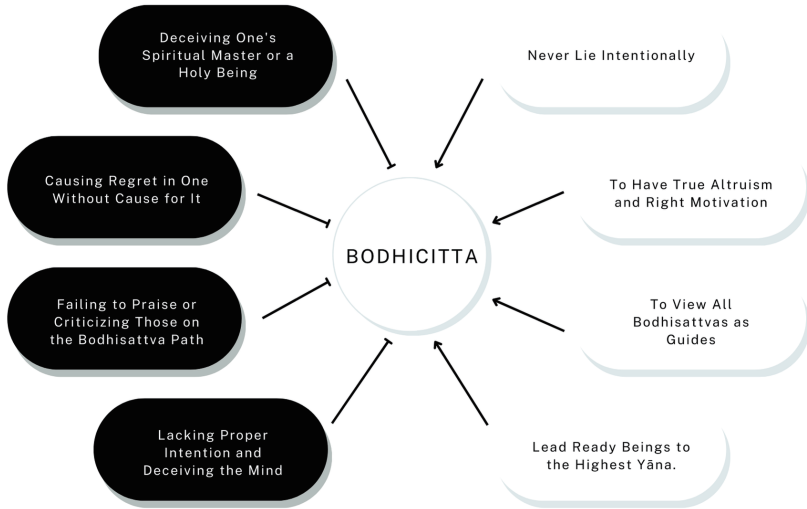 Deceiving One's
Spiritual Master or a
Holy Being
Never Lie Intentionally
Causing Regret in One
Without Cause for It
To Have True Altruism
and Right Motivation
BODHICITTA
Failing to Praise or
Criticizing Those on
the Bodhisattva Path
To View All
Bodhisattvas as
Guides
Lacking Proper
Intention and
Deceiving the Mind
Lead Ready Beings to
the Highest Yāna.